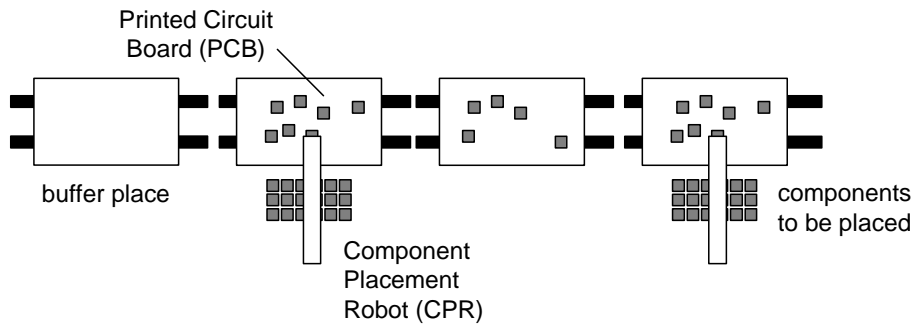 Printed Circuit
Board (PCB)
buffer place
components
to be placed
Component
Placement
Robot (CPR)